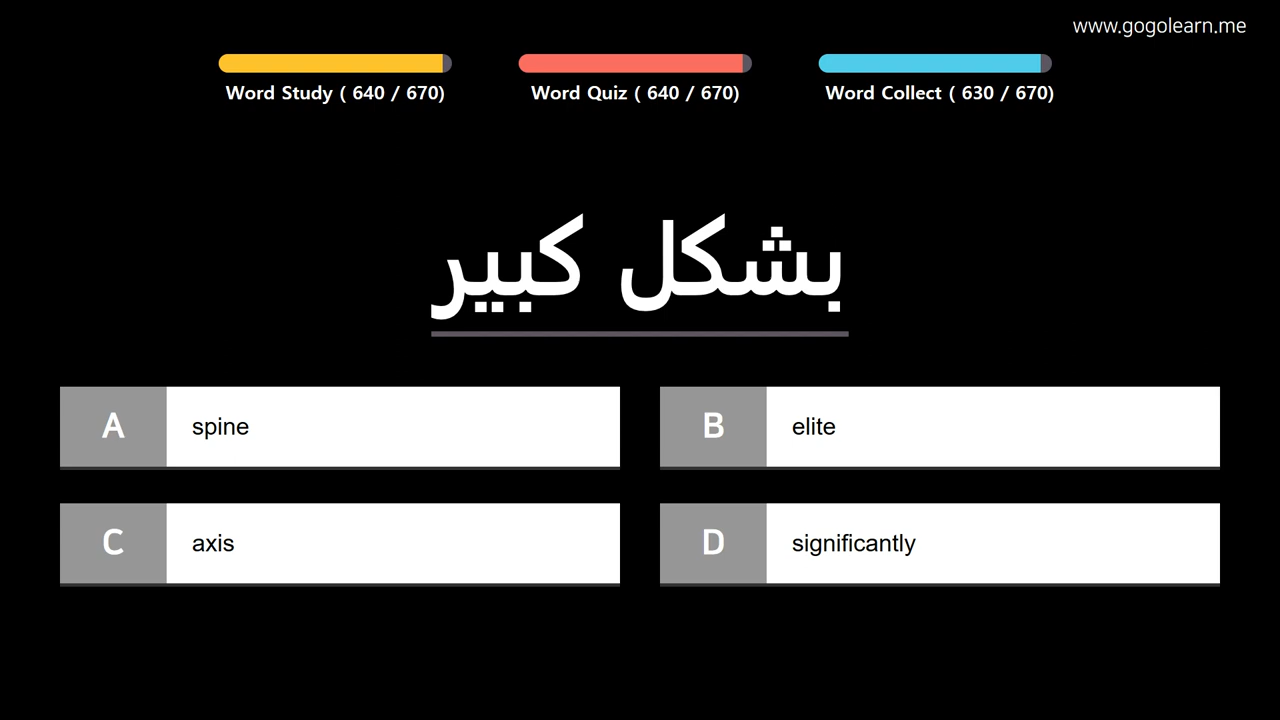 www.gogolearn.me
Word Study ( 640 / 670)
Word Quiz ( 640 / 670)
Word Collect ( 630 / 670)
بشكل كبير
A spine
B elite
C axis
D significantly